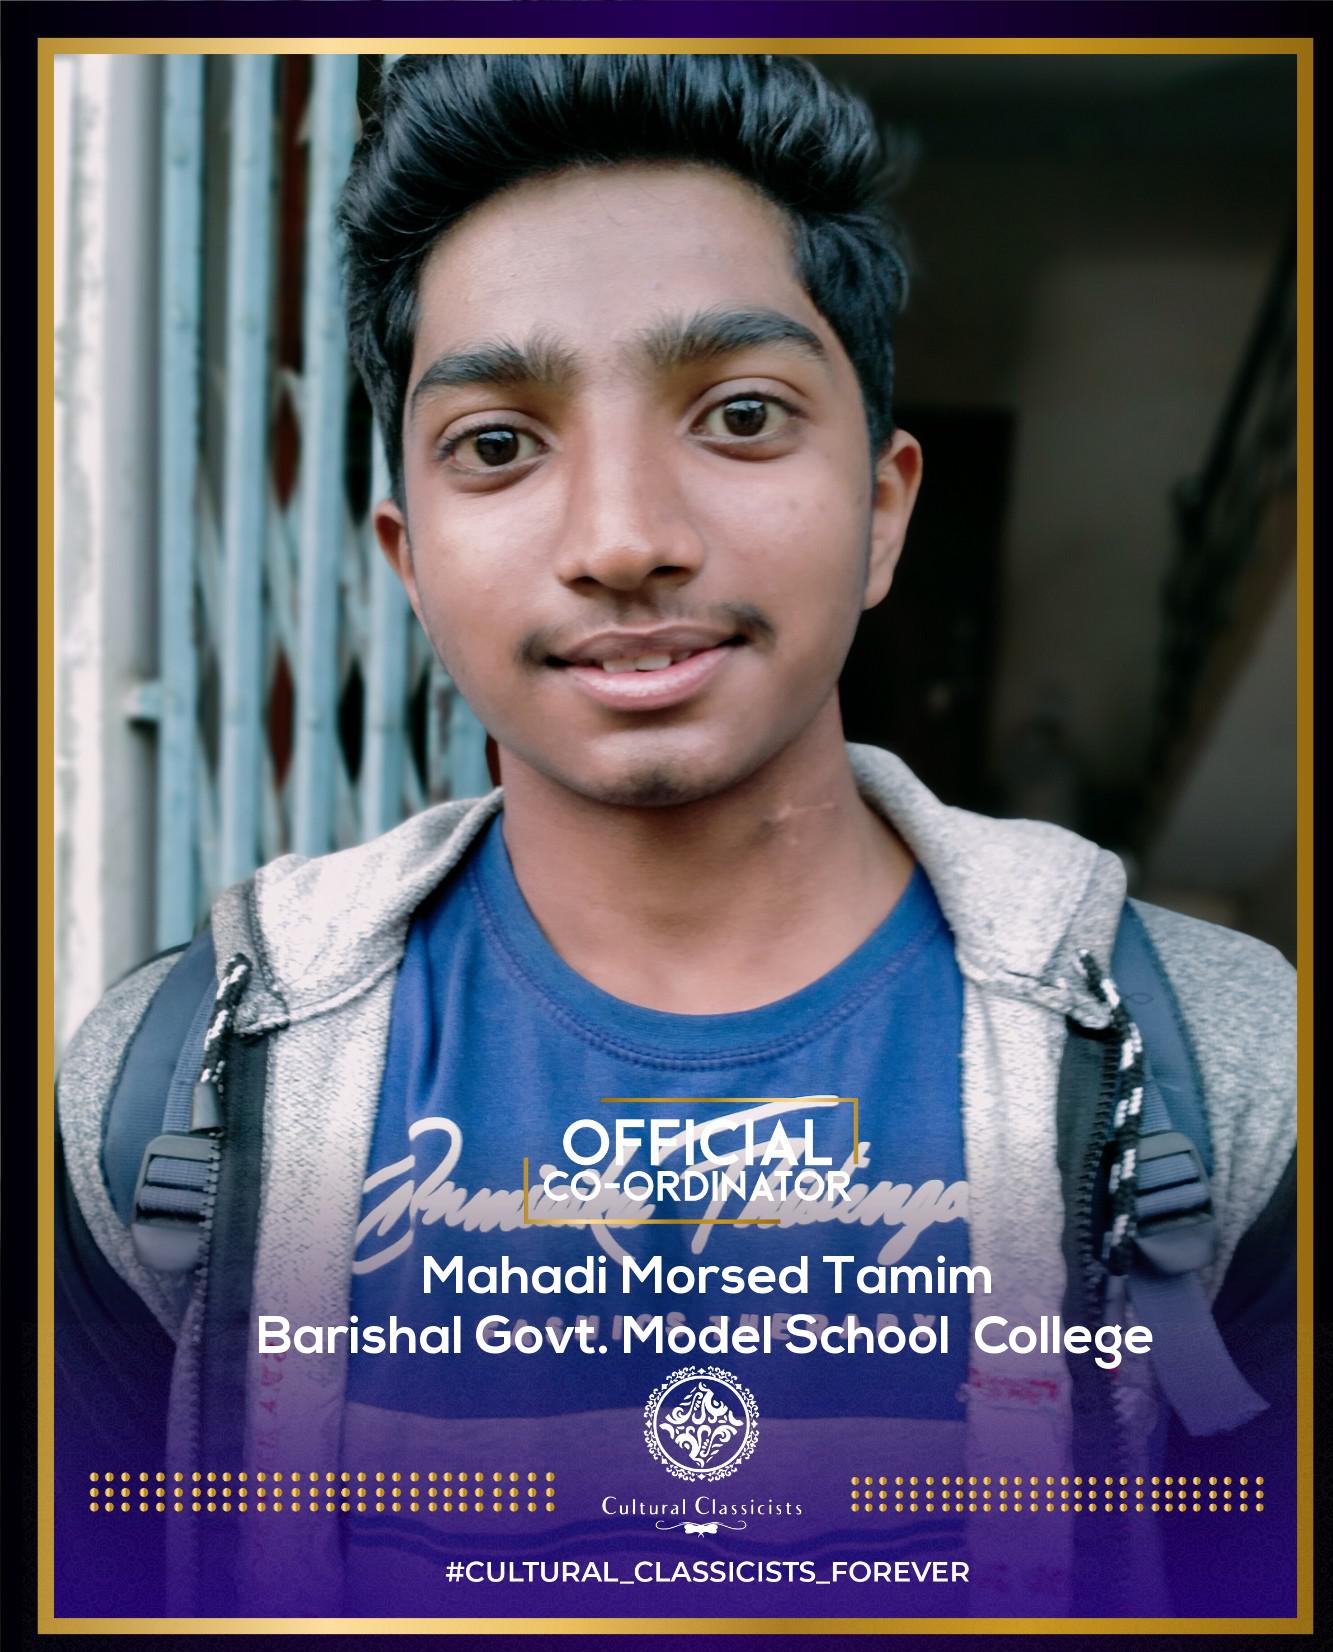 OFFICIAL
CO-ORDINATOR
Mahadi Morsed Tamim
Barishal Govt. Model School College
Cultural Classicists
#CULTURAL_CLASSICISTS_FOREVER